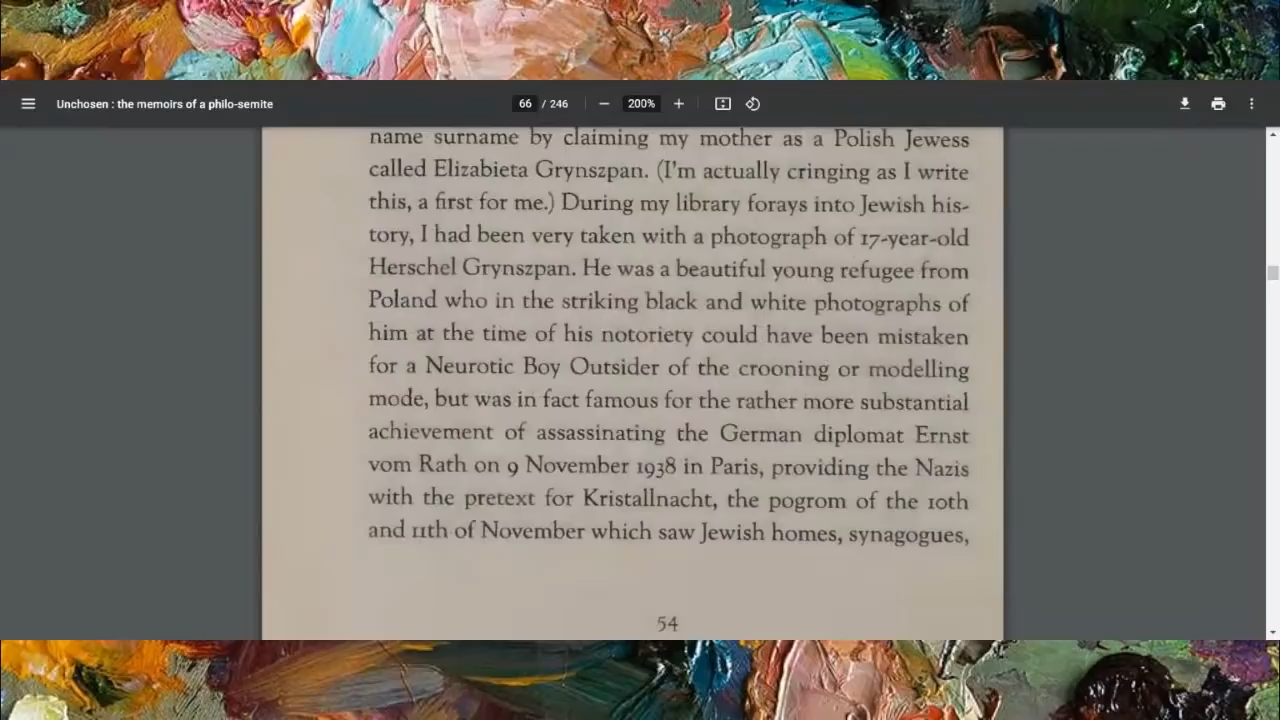 Unchosen : the memoirs of a philo-semite
66 / 246
200%
name surname by claiming my mother as a Polish Jewess
called Elizabieta Grynszpan. (I'm actually cringing as I write
this, a first for me.) During my library forays into Jewish his-
tory, I had been very taken with a photograph of 17-year-old
Herschel Grynszpan. He was a beautiful young refugee from
Poland who in the striking black and white photographs of
him at the time of his notoriety could have been mistaken
for a Neurotic Boy Outsider of the crooning or modelling
mode, but was in fact famous for the rather more substantial
achievement of assassinating the German diplomat Ernst
vom Rath on 9 November 1938 in Paris, providing the Nazis
with the pretext for Kristallnacht, the pogrom of the 10th
and 11th of November which saw Jewish homes, synagogues,
54